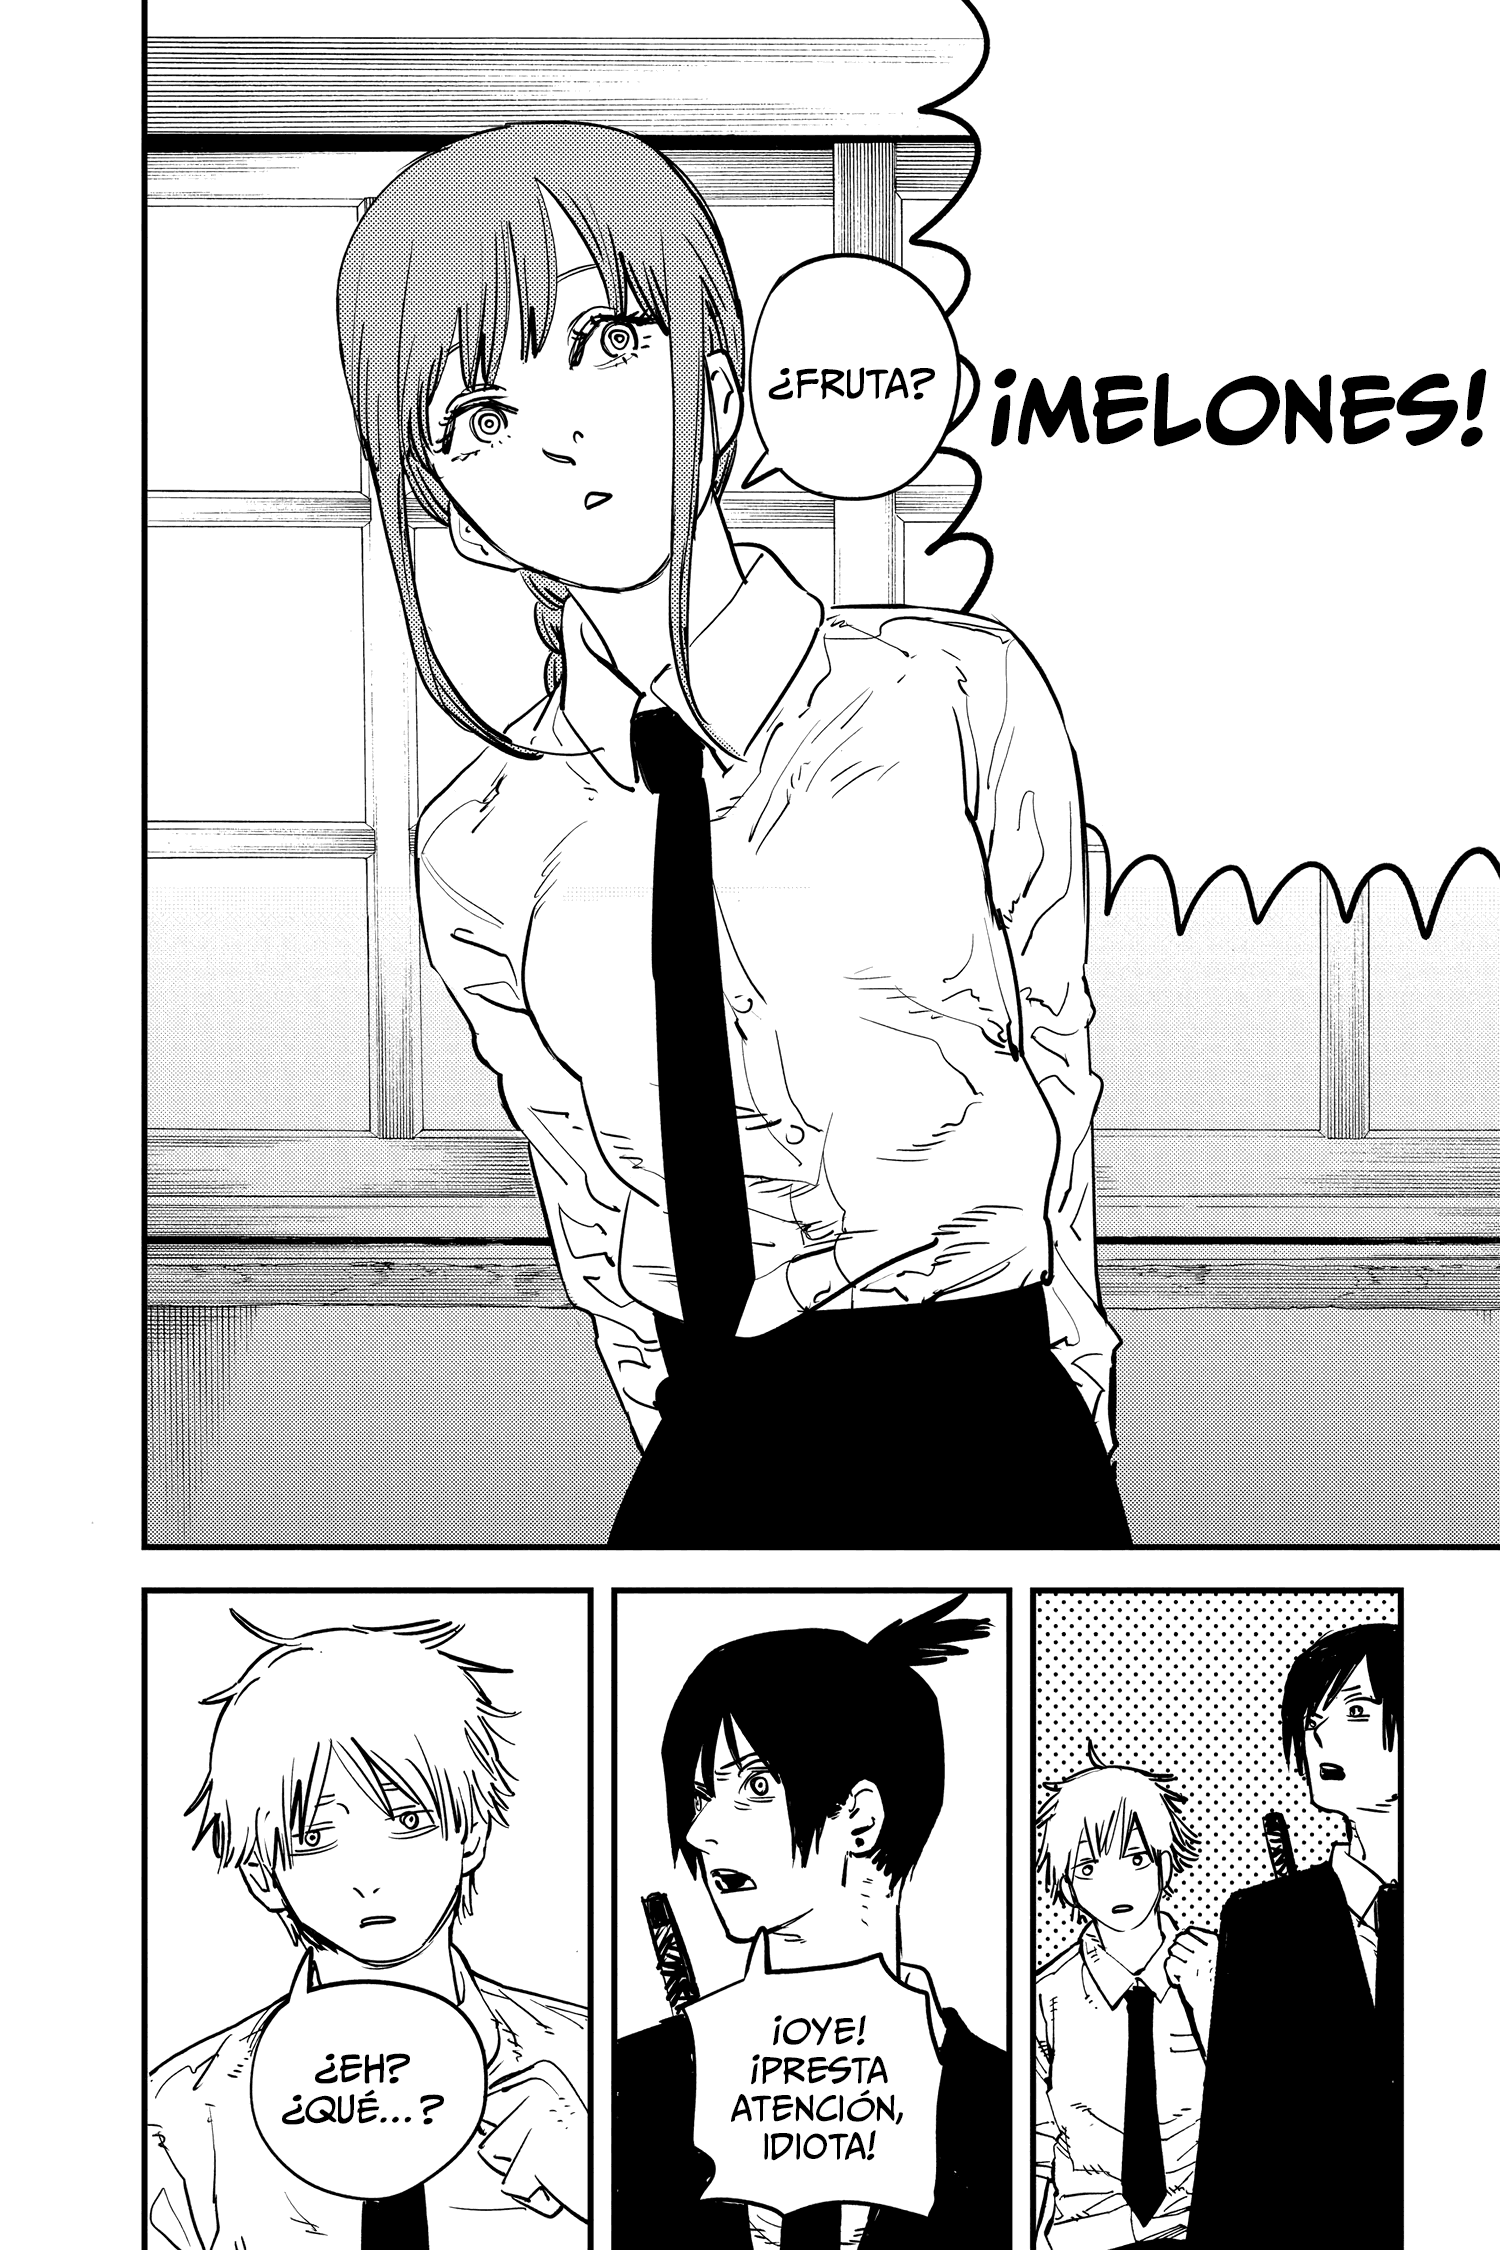 ¡MELONES!
¿FRUTA?
¡OYE!
¡PRESTA
ATENCIÓN,
IDIOTA!
¿EH?
¿QUÉ...?